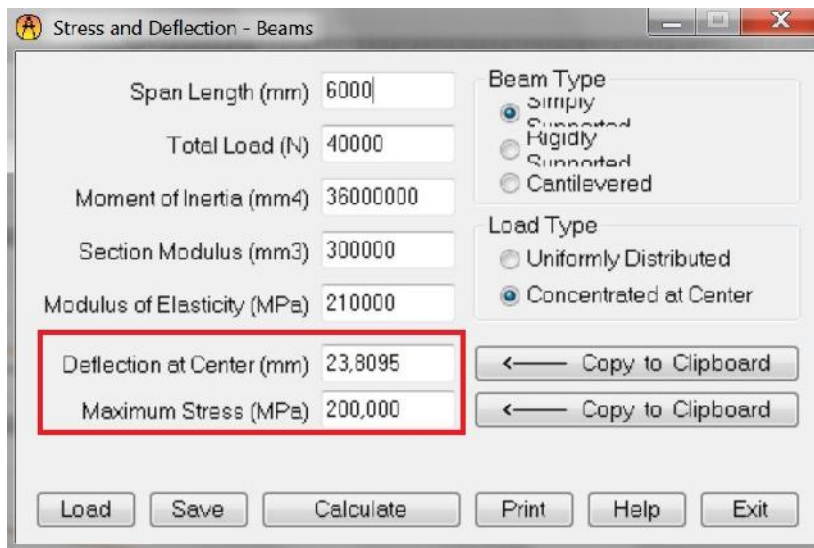 Stress and Deflection - Beams
Span Length (mm) 6000
Total Load (N) 40000
Moment of Inertia (mm4) 36000000
Section Modulus (mm3) 300000
Modulus of Elasticity (MPa) 210000
Deflection at Center (mm) 23,8095
Maximum Stress (MPa) 200,000
Beam Type
Simply
Supported
Rigidly
Supported
Cantilevered
Load Type
Uniformly Distributed
Concentrated at Center
<—— Copy to Clipboard
<—— Copy to Clipboard
Load Save Calculate Print Help Exit